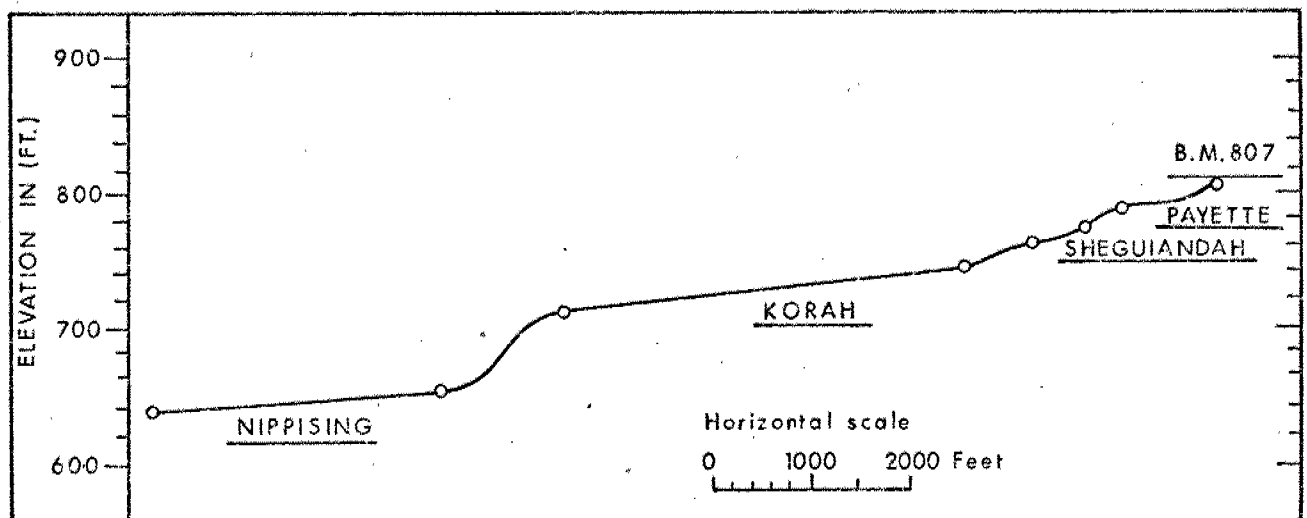 900
B.M.807
800
PAYETTE
SHEGUIANDAH
ELEVATION IN (FT.)
700
KORAH
NIPPISING
Horizontal scale
600
0 1000 2000 Feet